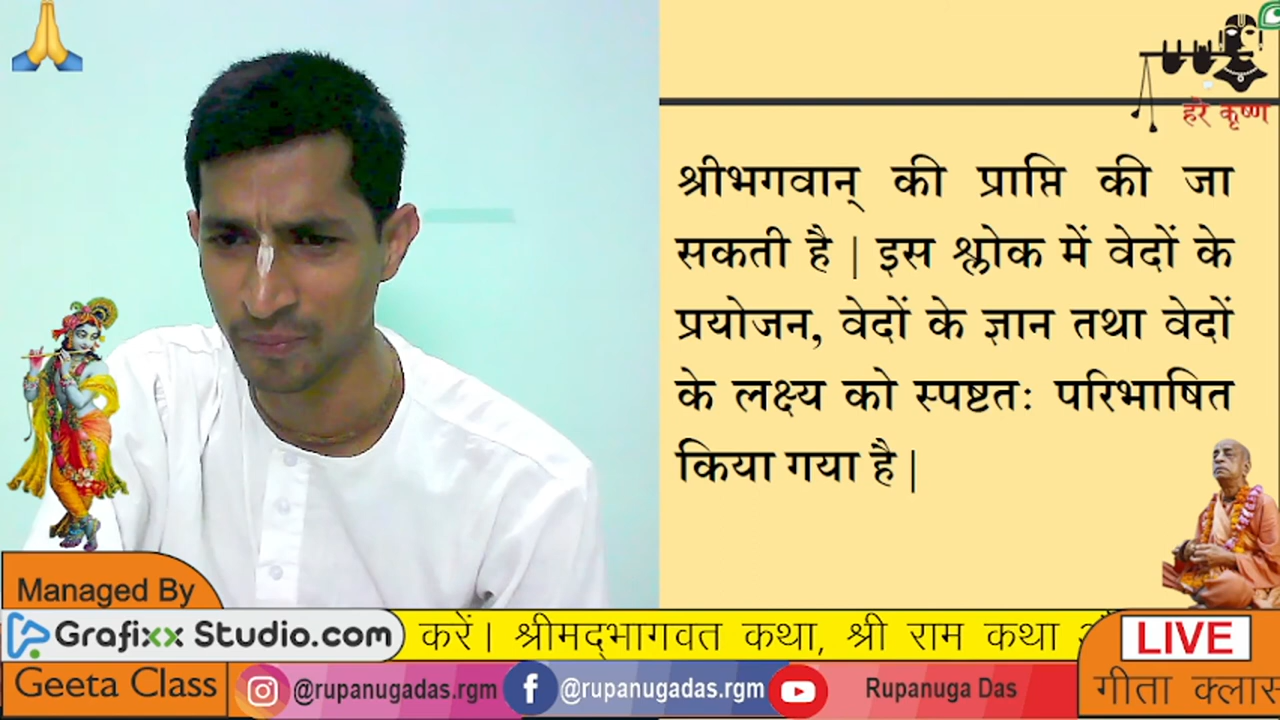 हरे कृष्ण
श्रीभगवान् की प्राप्ति की जा
सकती है | इस श्लोक में वेदों के
प्रयोजन, वेदों के ज्ञान तथा वेदों
के लक्ष्य को स्पष्टतः परिभाषित
किया गया है |
Managed By
Grafixx Studio.com
करें। श्रीमद्भागवत कथा, श्री राम कथा
LIVE
Geeta Class
@rupanugadas.rgm
@rupanugadas.rgm
Rupanuga Das
गीता क्लास